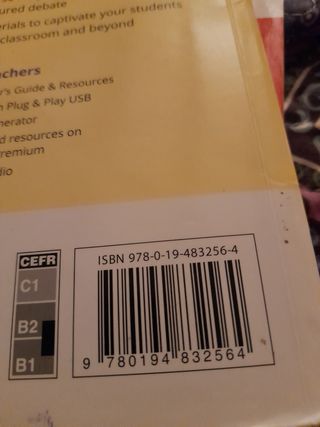 ured debate
erials to captivate your students
classroom and beyond
achers
r's Guide & Resources
n Plug & Play USB
nerator
d resources on
remium
dio
CEFR
C1
B2
B1
ISBN 978-0-19-483256-4
9 780194 832564